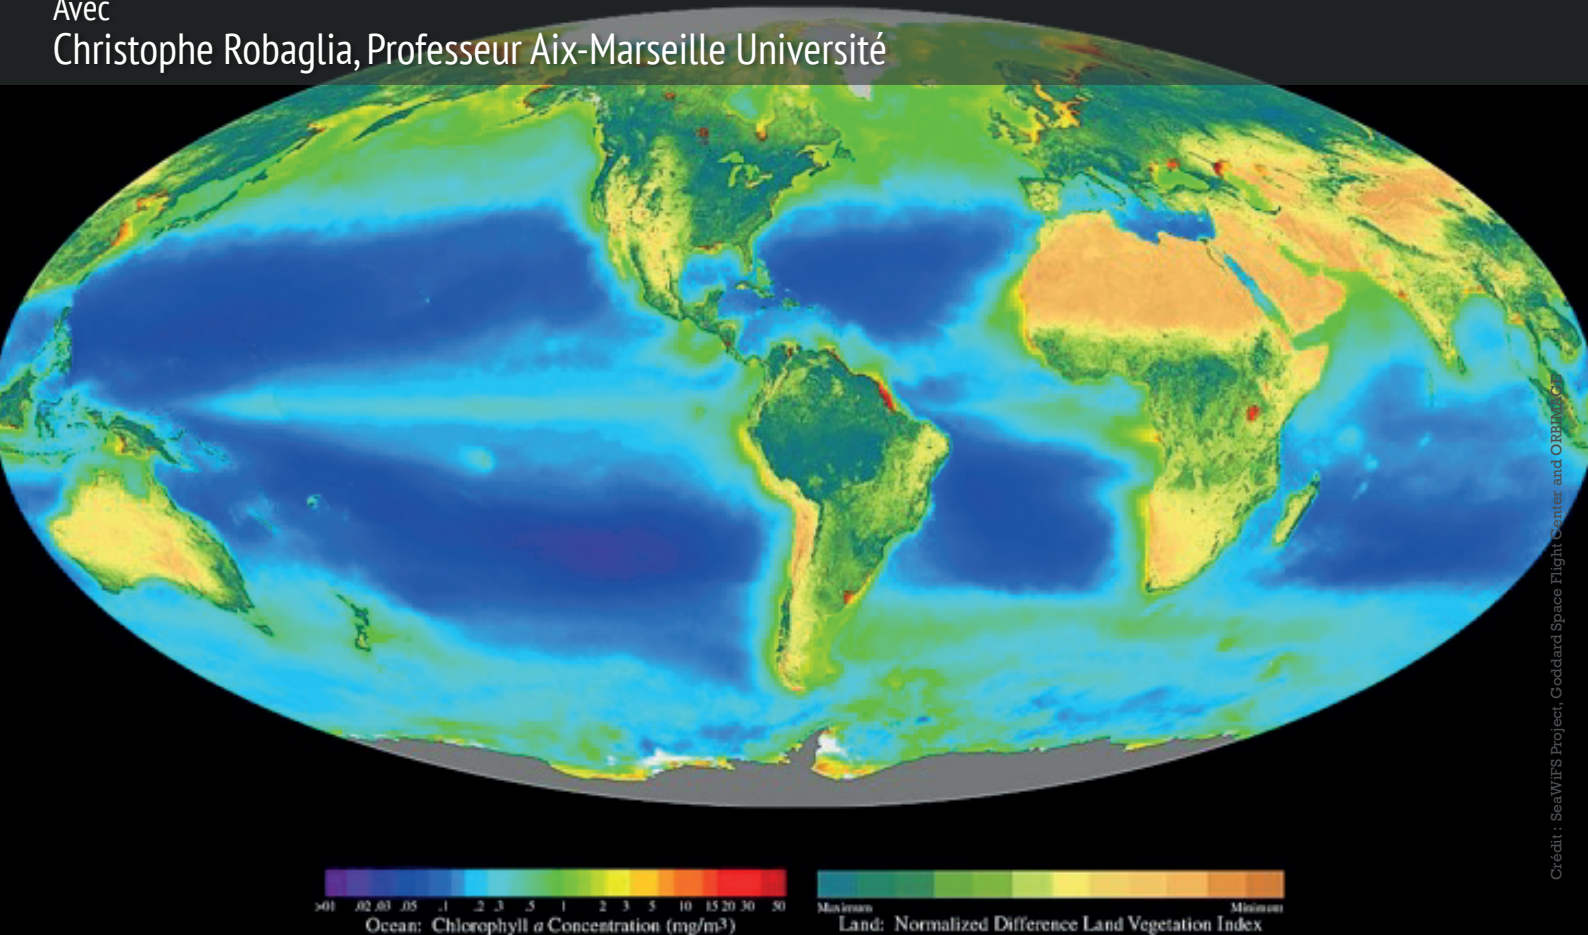 Avec
Christophe Robaglia, Professeur Aix-Marseille Université
Crédit : SeaWiFS Project, Goddard Space Flight Center and ORBIMAGE
>01 .02 .03 .05 .1 .2 .3 .5 1 2 3 5 10 15 20 30 50
Ocean: Chlorophyll a Concentration (mg/m³)
Maximum Minimum
Land: Normalized Difference Land Vegetation Index